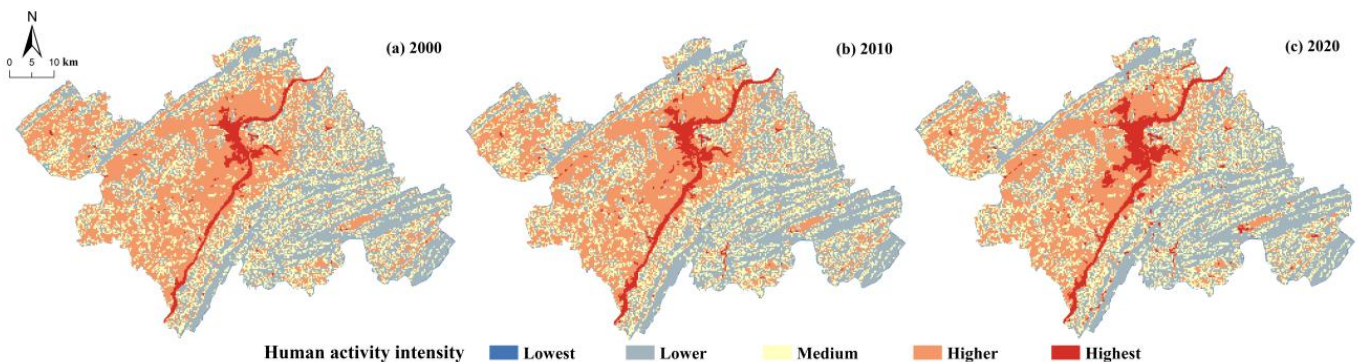 N
0 5 10 km
(a) 2000
(b) 2010
(c) 2020
Human activity intensity Lowest Lower Medium Higher Highest